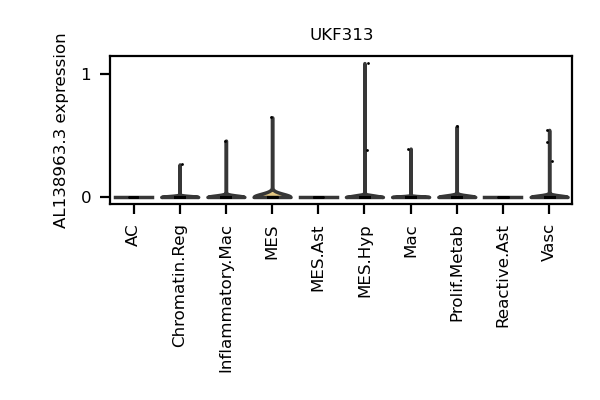 UKF313
AL138963.3 expression
1
0
AC
Chromatin.Reg
Inflammatory.Mac
MES
MES.Ast
MES.Hyp
Mac
Prolif.Metab
Reactive.Ast
Vasc